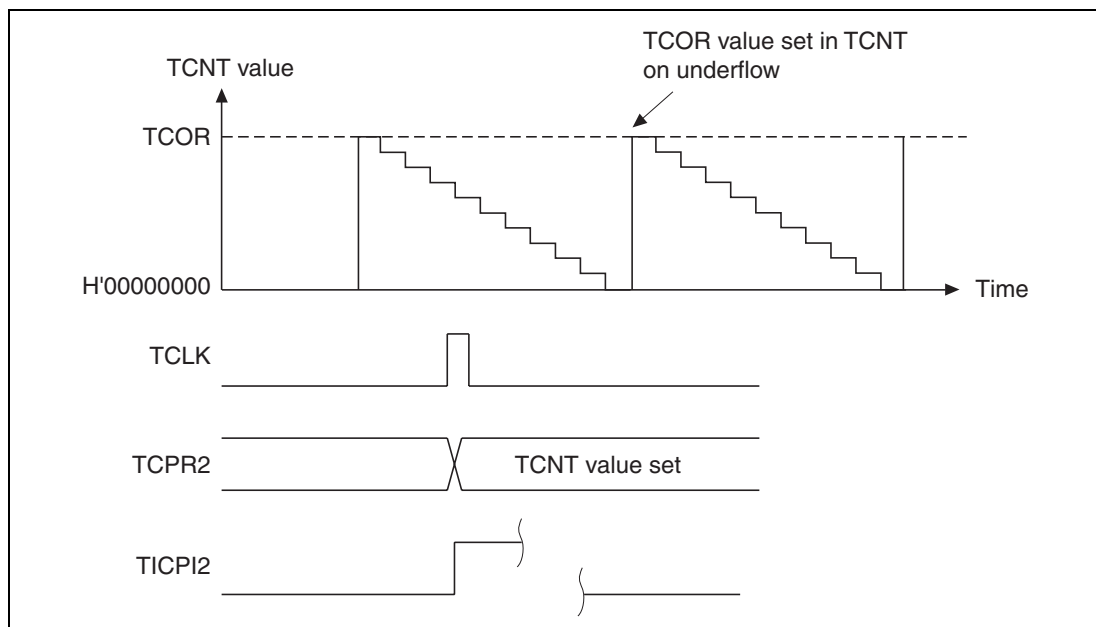 TCOR value set in TCNT
on underflow
TCNT value
TCOR
H'00000000
Time
TCLK
TCPR2
TCNT value set
TICPI2